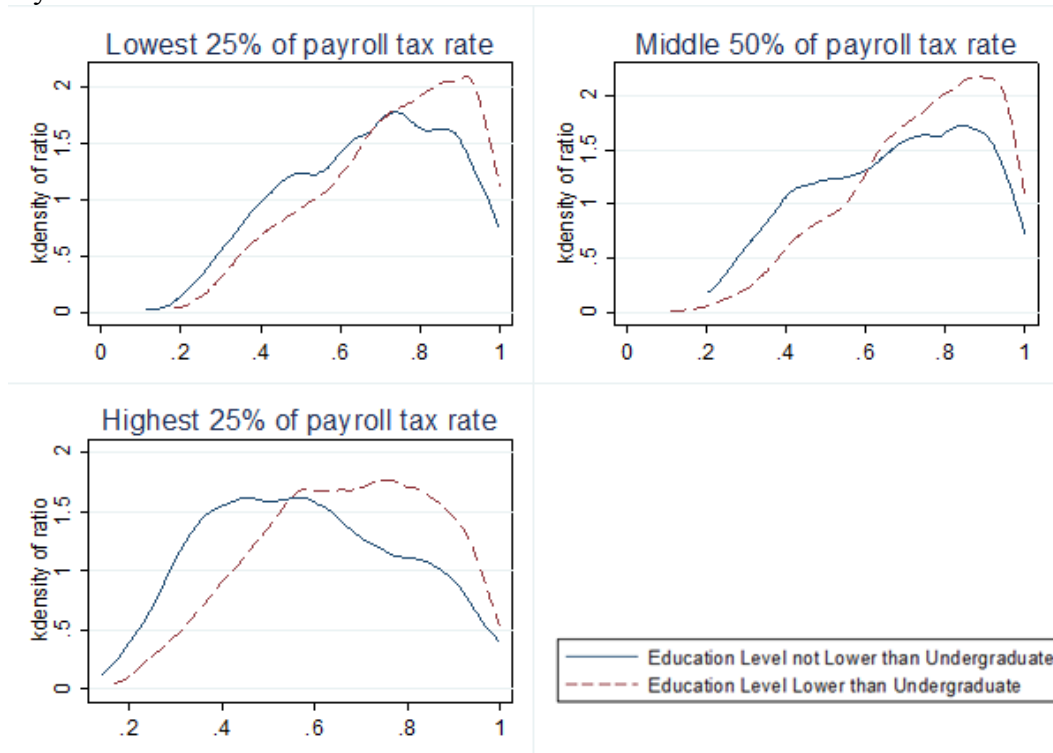 Lowest 25% of payroll tax rate
kdensity of ratio
0 .5 1 1.5 2
0 .2 .4 .6 .8 1
Middle 50% of payroll tax rate
kdensity of ratio
0 .5 1 1.5 2
0 .2 .4 .6 .8 1
Highest 25% of payroll tax rate
kdensity of ratio
0 .5 1 1.5 2
.2 .4 .6 .8 1
Education Level not Lower than Undergraduate
Education Level Lower than Undergraduate